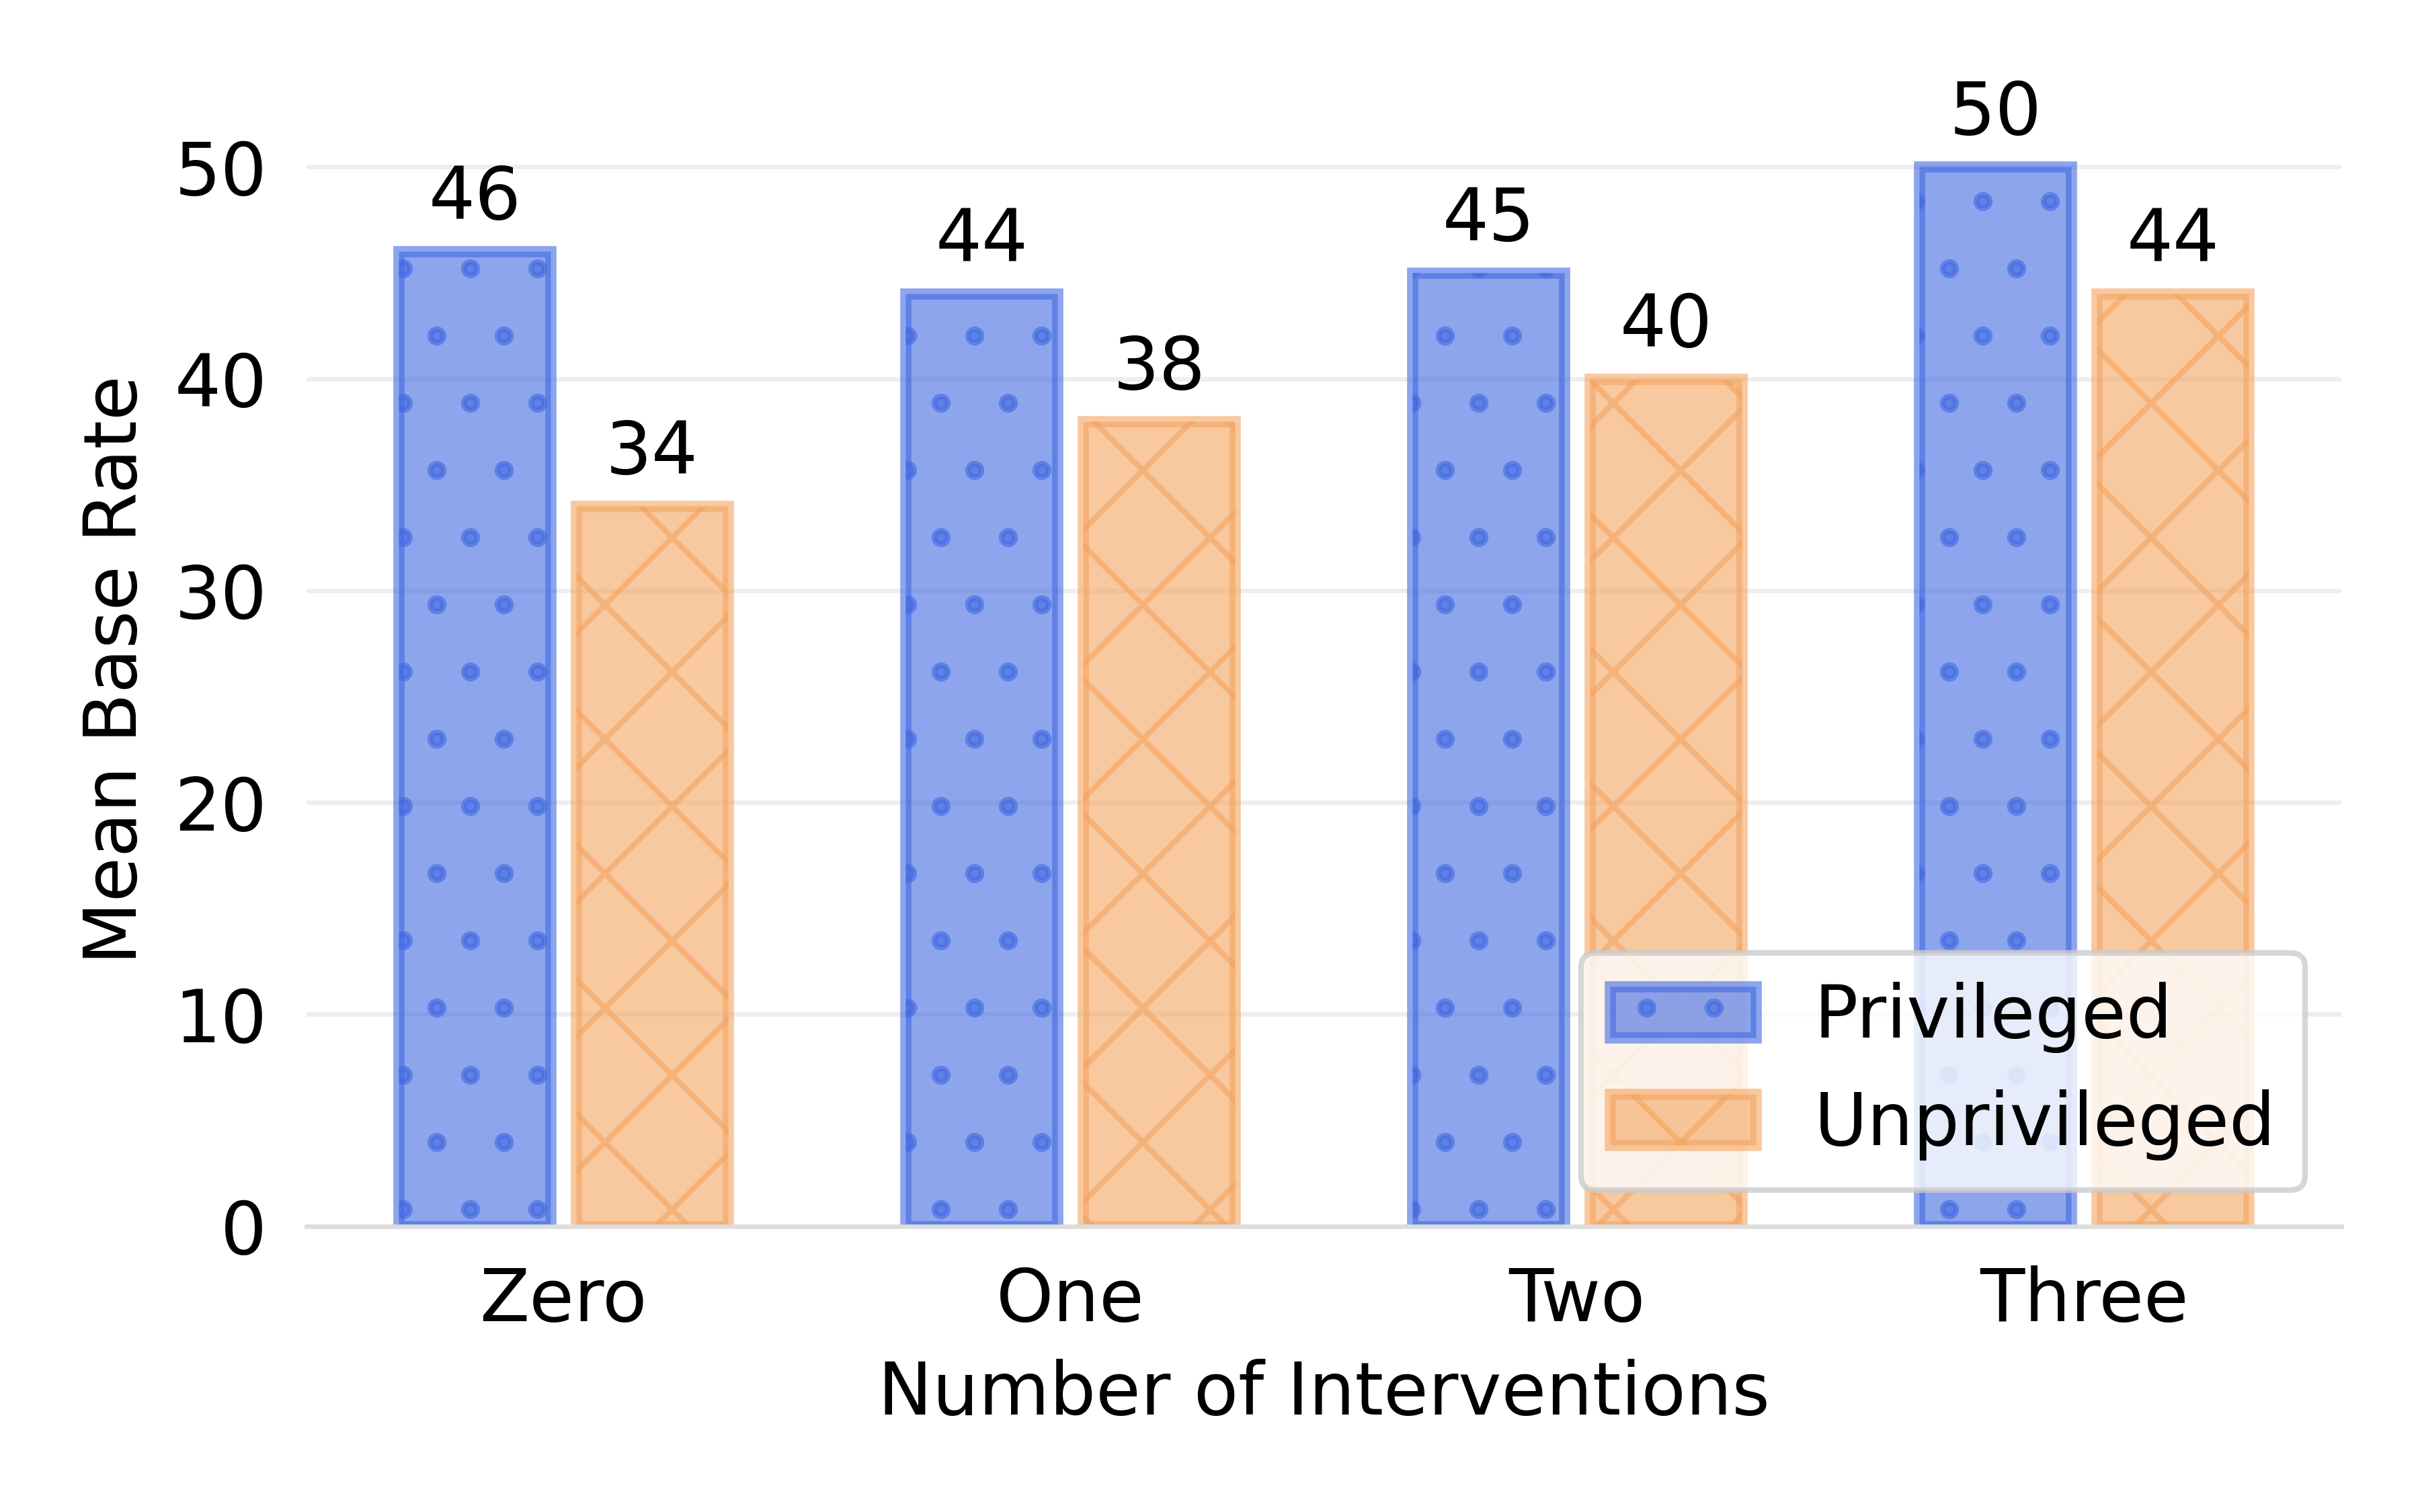 50
46
50
44
45
44
40
40
38
34
30
20
10
0
Mean Base Rate
Privileged
Unprivileged
Zero
One
Two
Three
Number of Interventions